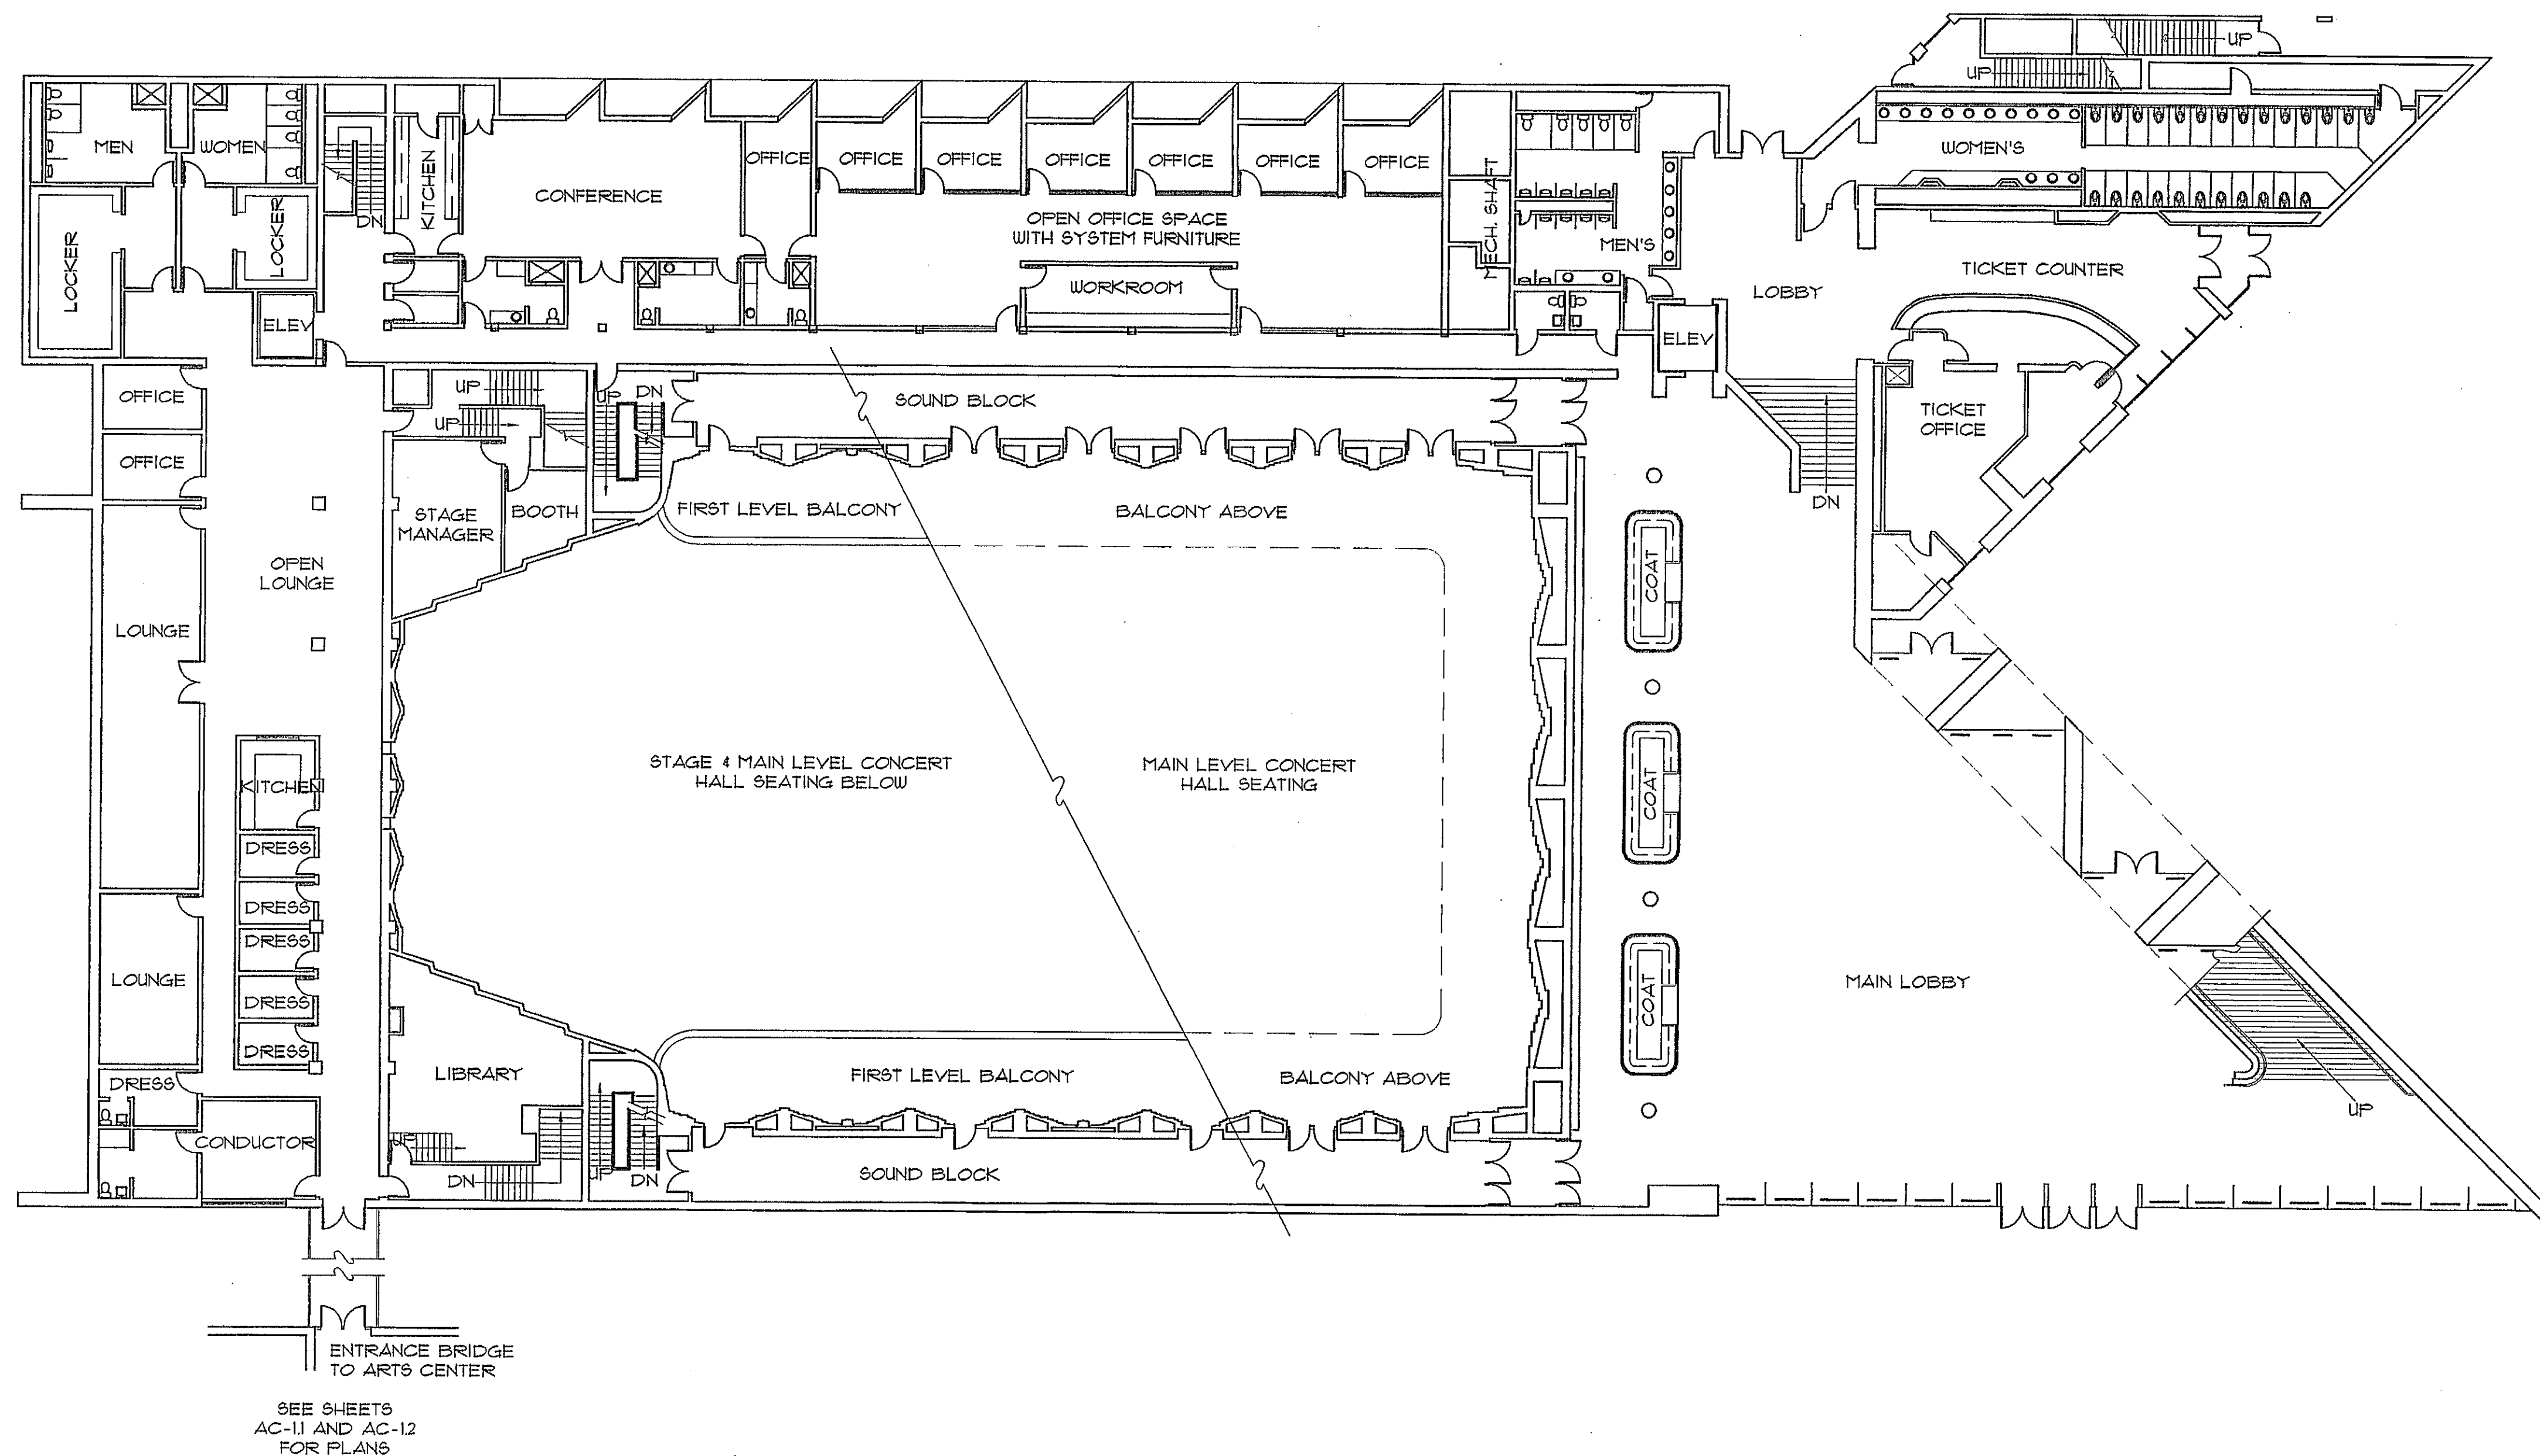 UP
UP
MEN
WOMEN
KITCHEN
CONFERENCE
OFFICE
OFFICE
OFFICE
OFFICE
OFFICE
OFFICE
OFFICE
MECH. SHAFT
WOMEN'S
LOCKER
LOCKER
DN
OPEN OFFICE SPACE
WITH SYSTEM FURNITURE
MEN'S
WORKROOM
LOBBY
TICKET COUNTER
ELEV
ELEV
OFFICE
UP
UP
UP
DN
SOUND BLOCK
TICKET
OFFICE
OFFICE
STAGE
MANAGER
BOOTH
FIRST LEVEL BALCONY
BALCONY ABOVE
DN
OPEN
LOUNGE
COAT
LOUNGE
STAGE & MAIN LEVEL CONCERT
HALL SEATING BELOW
MAIN LEVEL CONCERT
HALL SEATING
COAT
KITCHEN
DRESS
DRESS
DRESS
LOUNGE
DRESS
COAT
MAIN LOBBY
DRESS
DRESS
LIBRARY
FIRST LEVEL BALCONY
BALCONY ABOVE
UP
CONDUCTOR
UP
DN
UP
DN
SOUND BLOCK
ENTRANCE BRIDGE
TO ARTS CENTER
SEE SHEETS
AC-1.1 AND AC-1.2
FOR PLANS